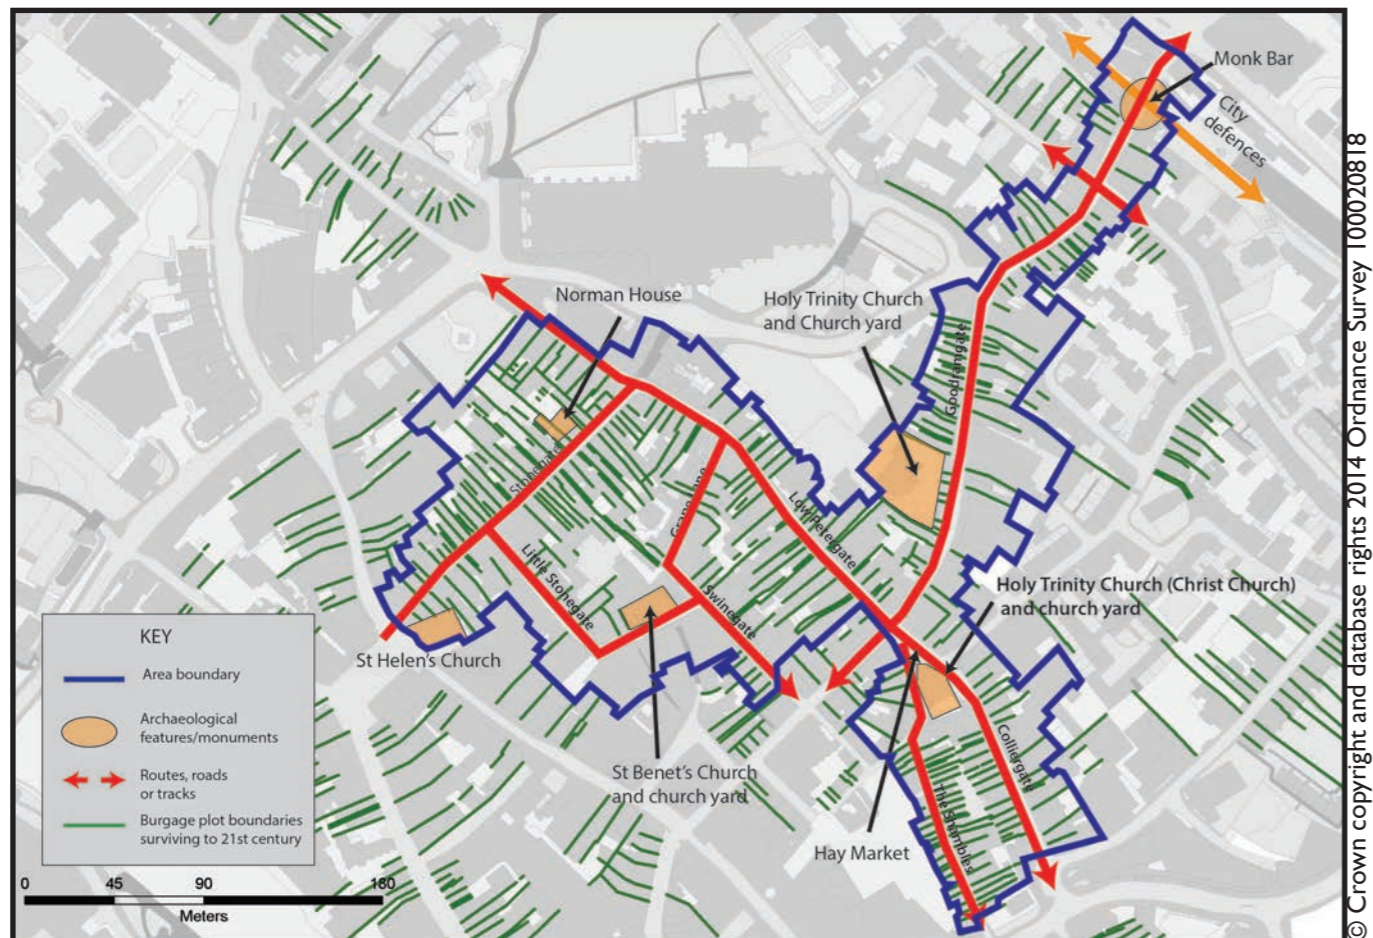 Monk Bar
City
defences
Norman House
Holy Trinity Church
and Church yard
Goodramgate
Stonegate
Grape Lane
Low Petergate
Little Stonegate
Swinegate
Holy Trinity Church (Christ Church)
and church yard
St Helen's Church
St Benet's Church
and church yard
Hay Market
Colliergate
The Shambles
KEY
Area boundary
Archaeological
features/monuments
Routes, roads
or tracks
Burgage plot boundaries
surviving to 21st century
0 45 90 180
Meters
© Crown copyright and database rights 2014 Ordnance Survey 100020818